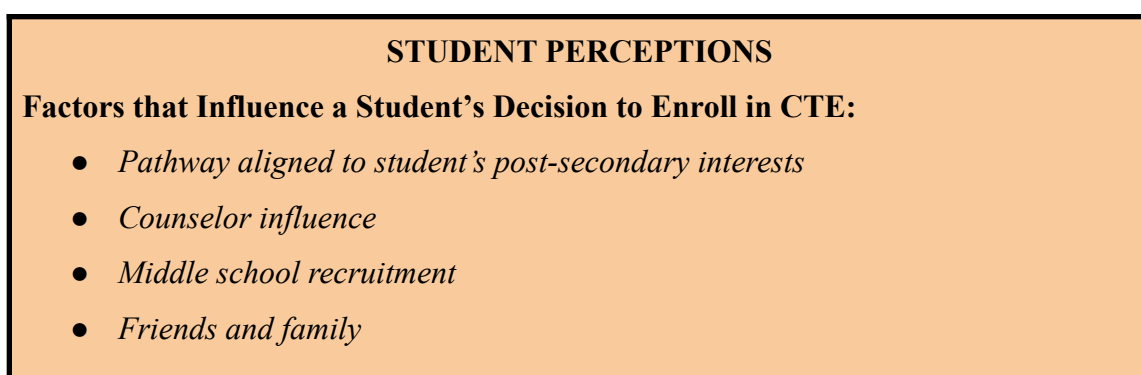 STUDENT PERCEPTIONS
Factors that Influence a Student’s Decision to Enroll in CTE:
● Pathway aligned to student’s post-secondary interests
● Counselor influence
● Middle school recruitment
● Friends and family